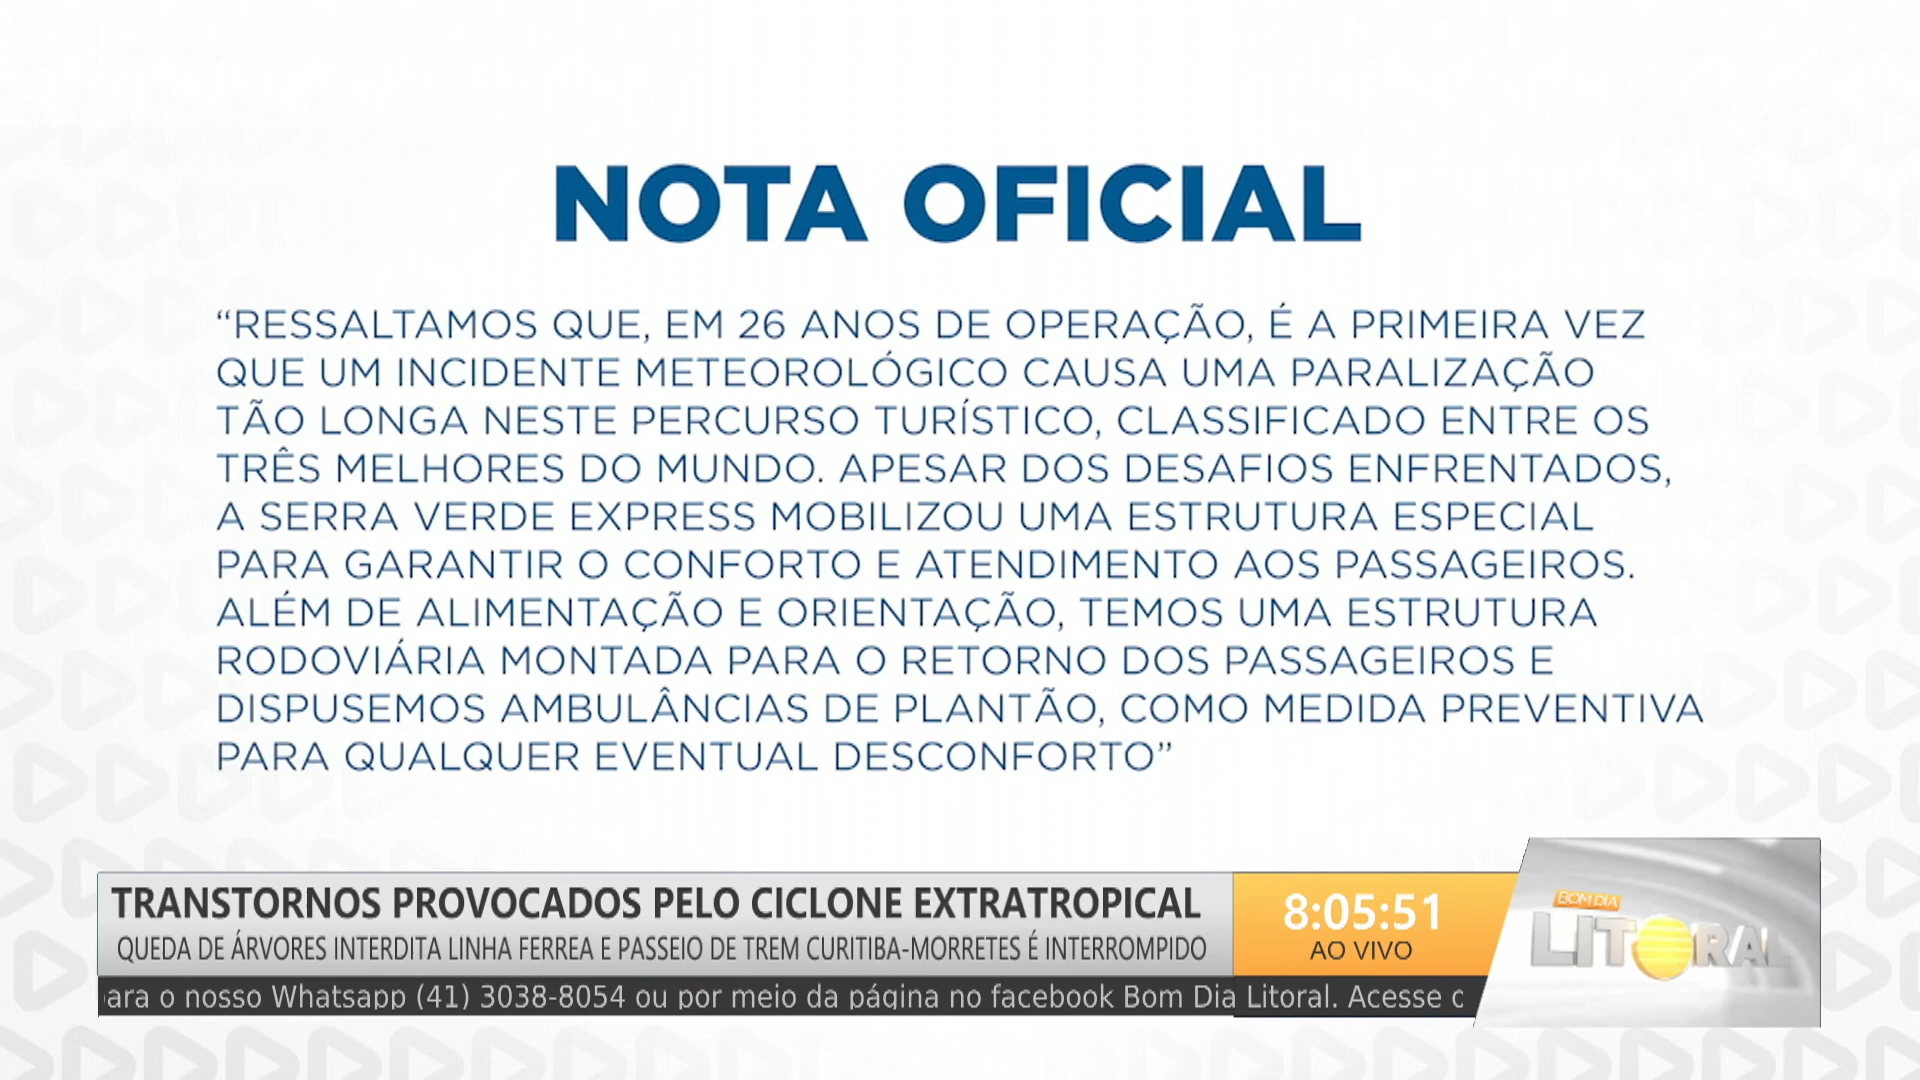 NOTA OFICIAL
“RESSALTAMOS QUE, EM 26 ANOS DE OPERAÇÃO, É A PRIMEIRA VEZ
QUE UM INCIDENTE METEOROLÓGICO CAUSA UMA PARALIZAÇÃO
TÃO LONGA NESTE PERCURSO TURÍSTICO, CLASSIFICADO ENTRE OS
TRÊS MELHORES DO MUNDO. APESAR DOS DESAFIOS ENFRENTADOS,
A SERRA VERDE EXPRESS MOBILIZOU UMA ESTRUTURA ESPECIAL
PARA GARANTIR O CONFORTO E ATENDIMENTO AOS PASSAGEIROS.
ALÉM DE ALIMENTAÇÃO E ORIENTAÇÃO, TEMOS UMA ESTRUTURA
RODOVIÁRIA MONTADA PARA O RETORNO DOS PASSAGEIROS E
DISPUSEMOS AMBULÂNCIAS DE PLANTÃO, COMO MEDIDA PREVENTIVA
PARA QUALQUER EVENTUAL DESCONFORTO”
TRANSTORNOS PROVOCADOS PELO CICLONE EXTRATROPICAL
QUEDA DE ÁRVORES INTERDITA LINHA FERREA E PASSEIO DE TREM CURITIBA-MORRETES É INTERROMPIDO
8:05:51
AO VIVO
BOM DIA
LITORAL
ara o nosso Whatsapp (41) 3038-8054 ou por meio da página no facebook Bom Dia Litoral. Acesse